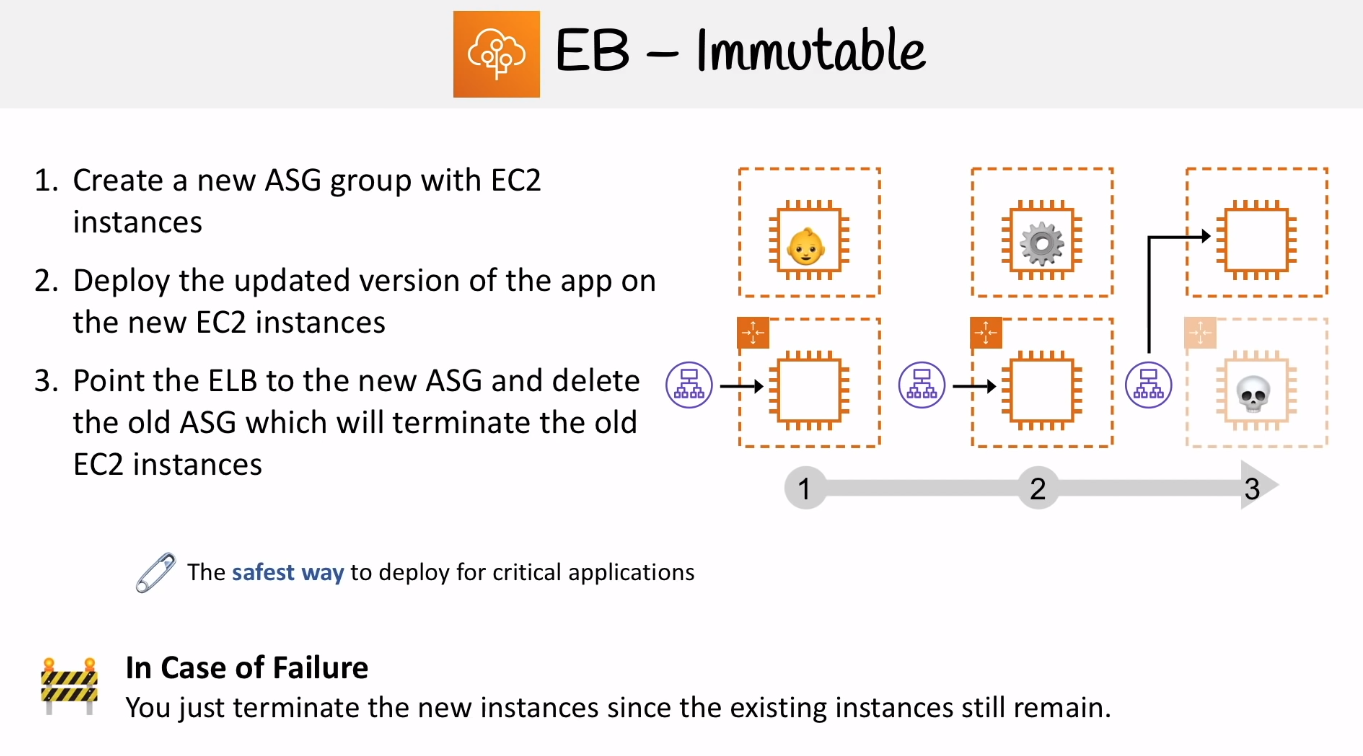 EB – Immutable
1. Create a new ASG group with EC2
instances
2. Deploy the updated version of the app on
the new EC2 instances
3. Point the ELB to the new ASG and delete
the old ASG which will terminate the old
EC2 instances
1
2
3
The safest way to deploy for critical applications
In Case of Failure
You just terminate the new instances since the existing instances still remain.